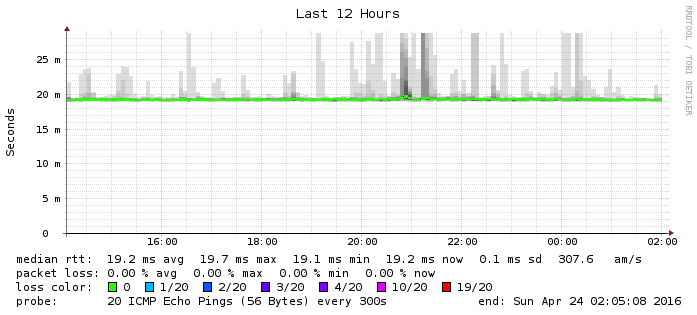 Last 12 Hours
RRDTOOL / TOBI OETIKER
Seconds
25 m
20 m
15 m
10 m
5 m
0
16:00 18:00 20:00 22:00 00:00 02:00
median rtt: 19.2 ms avg 19.7 ms max 19.1 ms min 19.2 ms now 0.1 ms sd 307.6 am/s
packet loss: 0.00 % avg 0.00 % max 0.00 % min 0.00 % now
loss color: 0 1/20 2/20 3/20 4/20 10/20 19/20
probe: 20 ICMP Echo Pings (56 Bytes) every 300s end: Sun Apr 24 02:05:08 2016